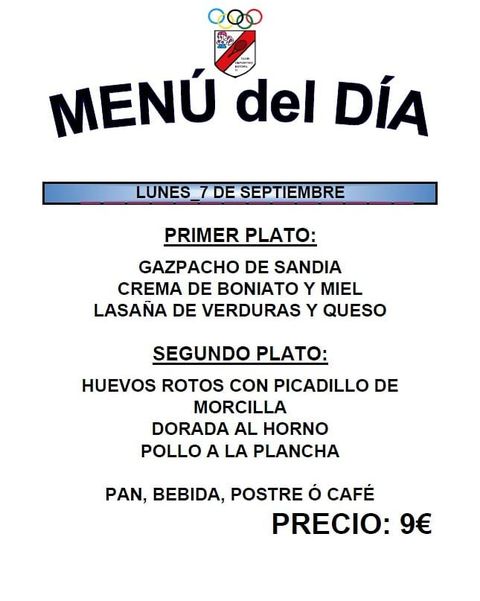 MENÚ del DÍA
LUNES_7 DE SEPTIEMBRE
PRIMER PLATO:
GAZPACHO DE SANDIA
CREMA DE BONIATO Y MIEL
LASAÑA DE VERDURAS Y QUESO
SEGUNDO PLATO:
HUEVOS ROTOS CON PICADILLO DE
MORCILLA
DORADA AL HORNO
POLLO A LA PLANCHA
PAN, BEBIDA, POSTRE Ó CAFÉ
PRECIO: 9€